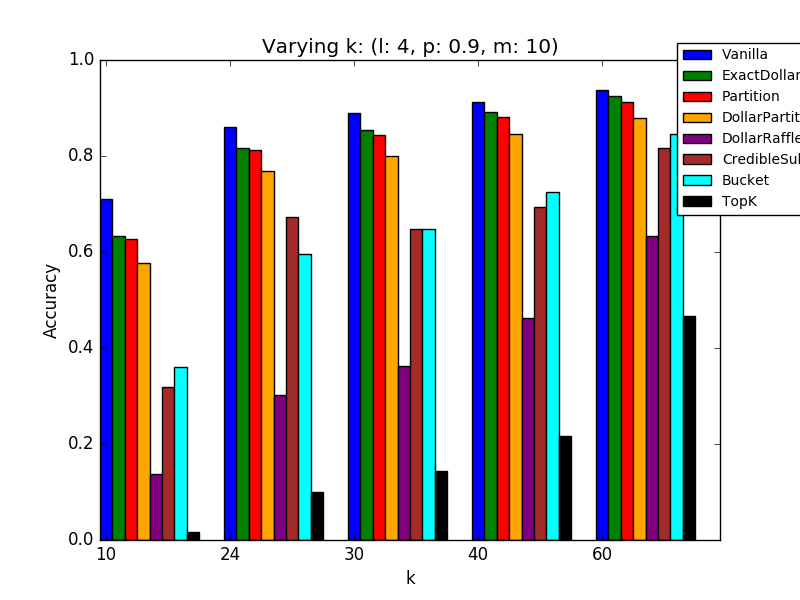 Varying k: (l: 4, p: 0.9, m: 10)
1.0
0.8
0.6
0.4
0.2
0.0
Accuracy
10 24 30 40 60
k
Vanilla
ExactDollar
Partition
DollarPartit
DollarRaffle
CredibleSul
Bucket
TopK